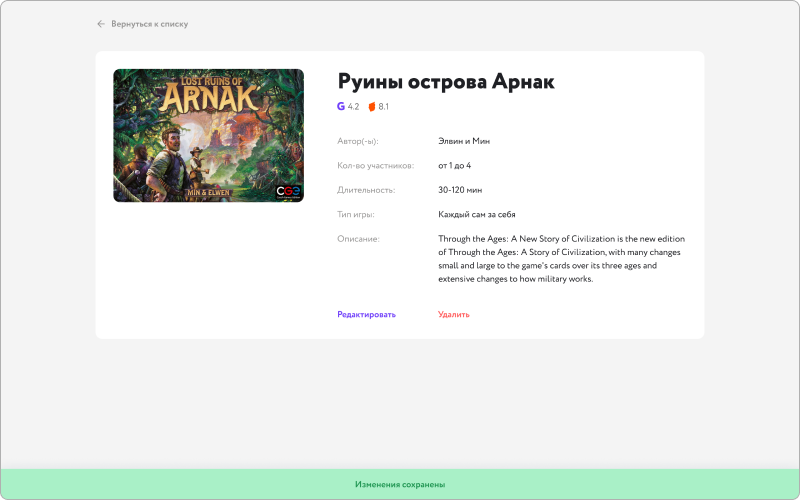 Вернуться к списку
LOST RUINS OF
ARNAK
MIN & ELWEN
CGE
Руины острова Арнак
G 4.2 8.1
Автор(-ы): Элвин и Мин
Кол-во участников: от 1 до 4
Длительность: 30-120 мин
Тип игры: Каждый сам за себя
Описание: Through the Ages: A New Story of Civilization is the new edition
of Through the Ages: A Story of Civilization, with many changes
small and large to the game's cards over its three ages and
extensive changes to how military works.
Редактировать Удалить
Изменения сохранены